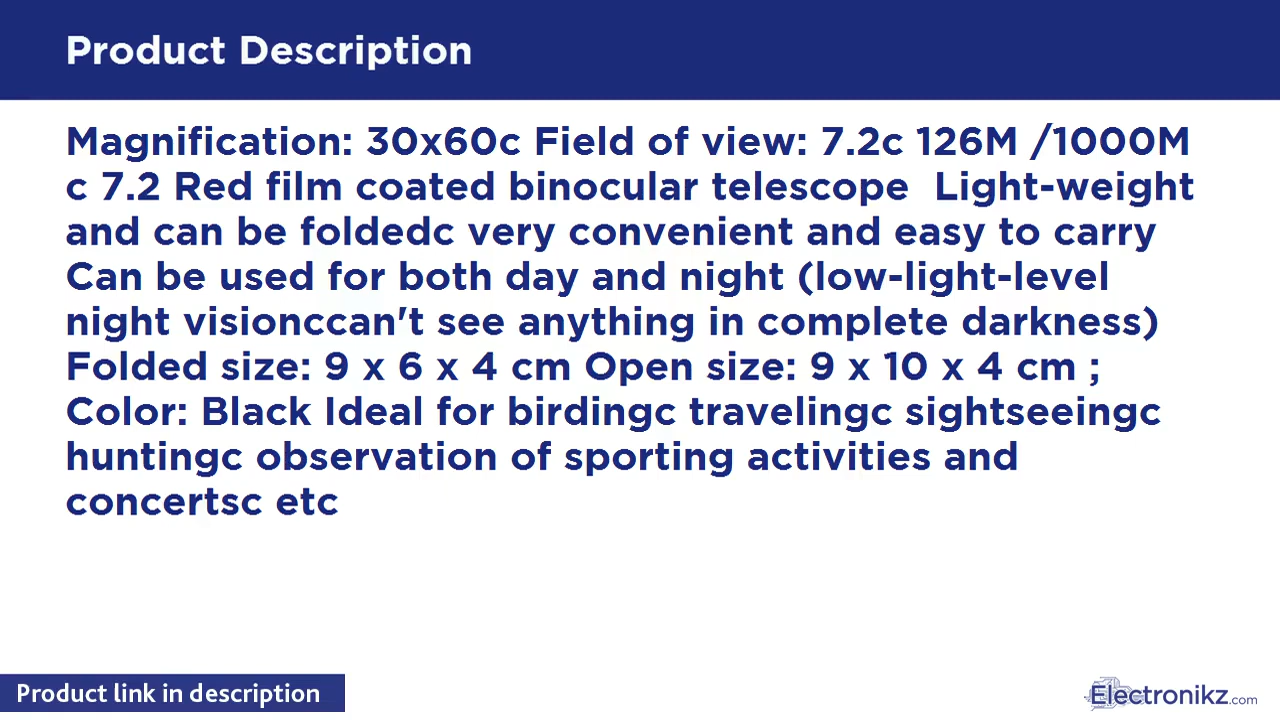 Product Description
Magnification: 30x60c Field of view: 7.2c 126M /1000M
c 7.2 Red film coated binocular telescope  Light-weight
and can be foldedc very convenient and easy to carry
Can be used for both day and night (low-light-level
night visionccan't see anything in complete darkness)
Folded size: 9 x 6 x 4 cm Open size: 9 x 10 x 4 cm ;
Color: Black Ideal for birdingc travelingc sightseeingc
huntingc observation of sporting activities and
concertsc etc
Product link in description
Electronikz.com